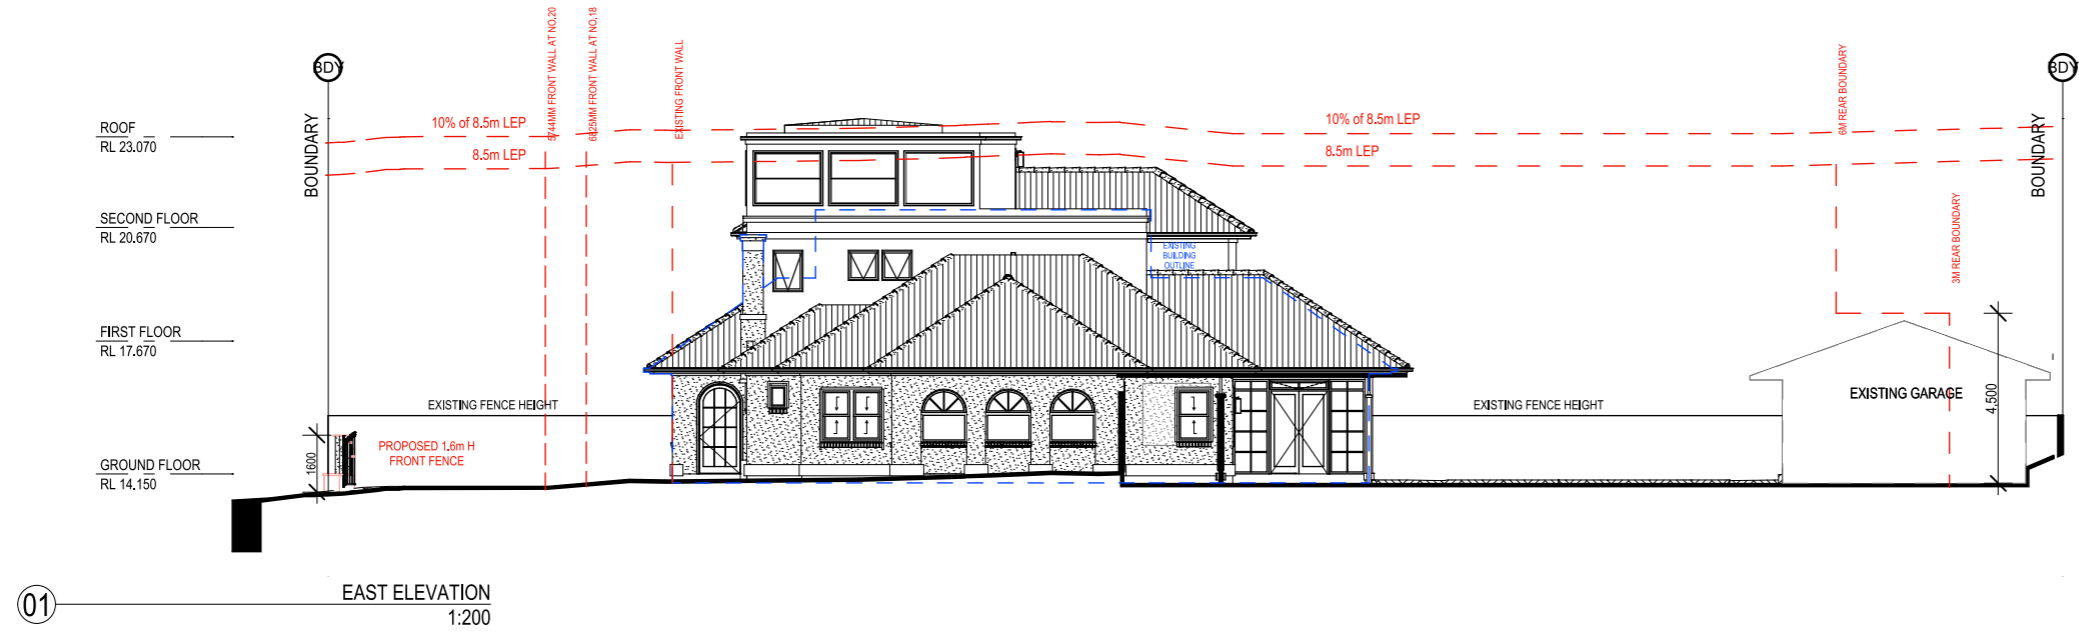 BDY
BDY
BOUNDARY
BOUNDARY
5744MM FRONT WALL AT NO.20
6825MM FRONT WALL AT NO.18
EXISTING FRONT WALL
6M REAR BOUNDARY
3M REAR BOUNDARY
10% of 8.5m LEP
8.5m LEP
10% of 8.5m LEP
8.5m LEP
ROOF
RL 23.070
SECOND FLOOR
RL 20.670
FIRST FLOOR
RL 17.670
GROUND FLOOR
RL 14.150
EXISTING
BUILDING
OUTLINE
EXISTING FENCE HEIGHT
PROPOSED 1.6m H
FRONT FENCE
1600
EXISTING FENCE HEIGHT
EXISTING GARAGE
4.500
01
EAST ELEVATION
1:200